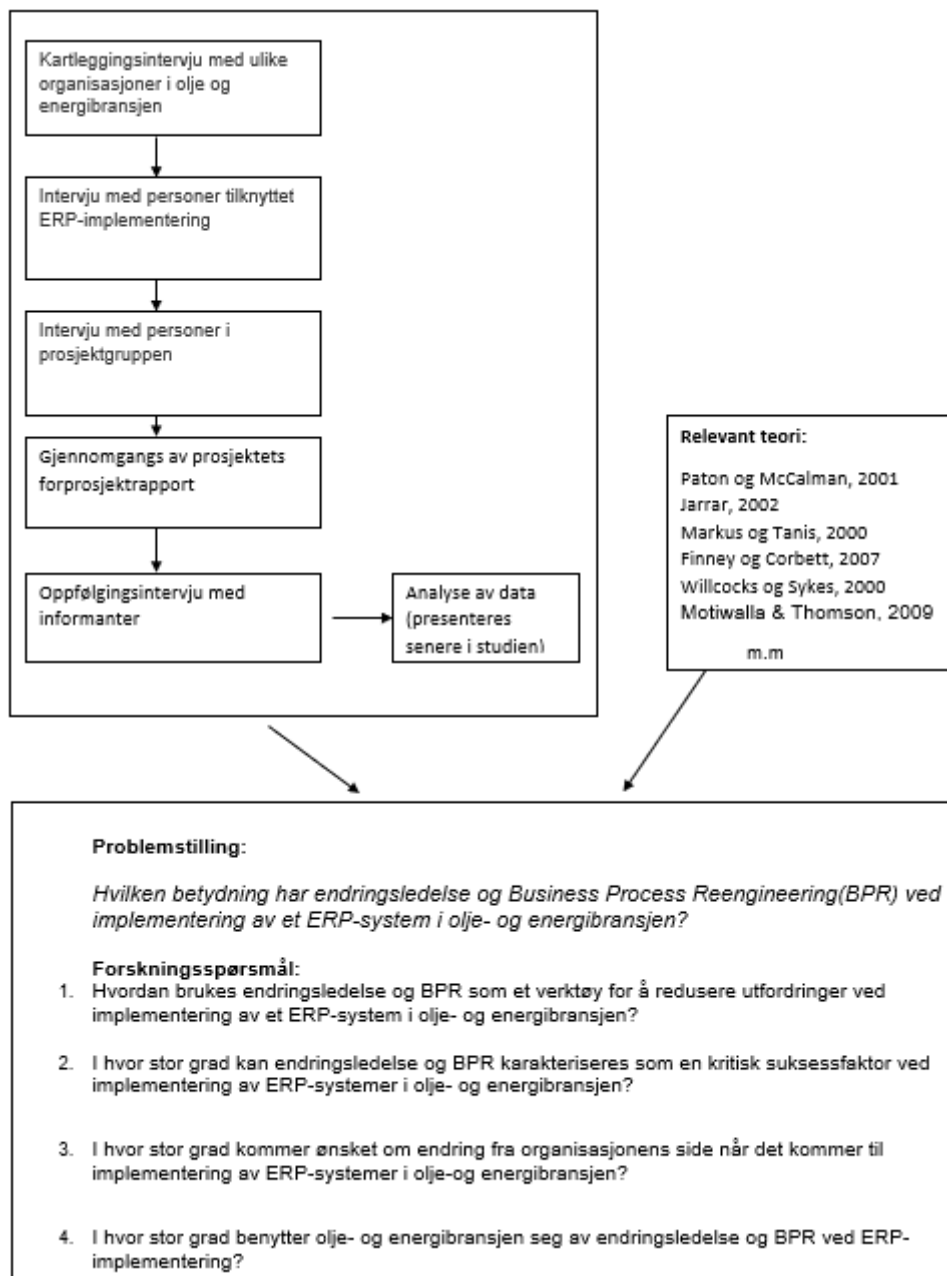 Kartleggingsintervju med ulike
organisasjoner i olje og
energibransjen
Intervju med personer tilknyttet
ERP-implementering
Intervju med personer i
prosjektgruppen
Gjennomgangs av prosjektets
forprosjektrapport
Oppfølgingsintervju med
informanter
Analyse av data
(presenteres
senere i studien)
Relevant teori:
Paton og McCalman, 2001
Jarrar, 2002
Markus og Tanis, 2000
Finney og Corbett, 2007
Willcocks og Sykes, 2000
Motiwalla & Thomson, 2009
m.m
Problemstilling:
Hvilken betydning har endringsledelse og Business Process Reengineering(BPR) ved
implementering av et ERP-system i olje- og energibransjen?
Forskningsspørsmål:
1. Hvordan brukes endringsledelse og BPR som et verktøy for å redusere utfordringer ved
implementering av et ERP-system i olje- og energibransjen?
2. I hvor stor grad kan endringsledelse og BPR karakteriseres som en kritisk suksessfaktor ved
implementering av ERP-systemer i olje- og energibransjen?
3. I hvor stor grad kommer ønsket om endring fra organisasjonens side når det kommer til
implementering av ERP-systemer i olje-og energibransjen?
4. I hvor stor grad benytter olje- og energibransjen seg av endringsledelse og BPR ved ERP-
implementering?